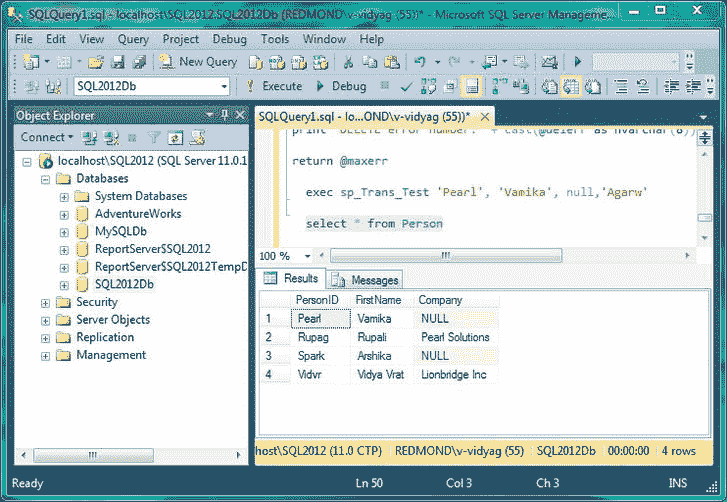 SQLQuery1.sql - localhost\SQL2012.SQL2012Db (REDMOND\v-vidyag (55))* - Microsoft SQL Server Manageme
File Edit View Query Project Debug Tools Window Help
New Query
SQL2012Db Execute Debug
Object Explorer
Connect
localhost\SQL2012 (SQL Server 11.0.1
Databases
System Databases
AdventureWorks
MySQLDb
ReportServer$SQL2012
ReportServer$SQL2012TempD
SQL2012Db
Security
Server Objects
Replication
Management
SQLQuery1.sql - lo...OND\v-vidyag (55))*
print 'DELETE error number: ' + cast(@delerr as nvarchar(8))
return @maxerr
exec sp_Trans_Test 'Pearl', 'Vamika', null,'Agarw'
select * from Person
100 %
Results Messages
PersonID FirstName Company
1 Pearl Vamika NULL
2 Rupag Rupali Pearl Solutions
3 Spark Arshika NULL
4 Vidvr Vidya Vrat Lionbridge Inc
host\SQL2012 (11.0 CTP) REDMOND\v-vidyag (55) SQL2012Db 00:00:00 4 rows
Ready Ln 50 Col 3 Ch 3 INS